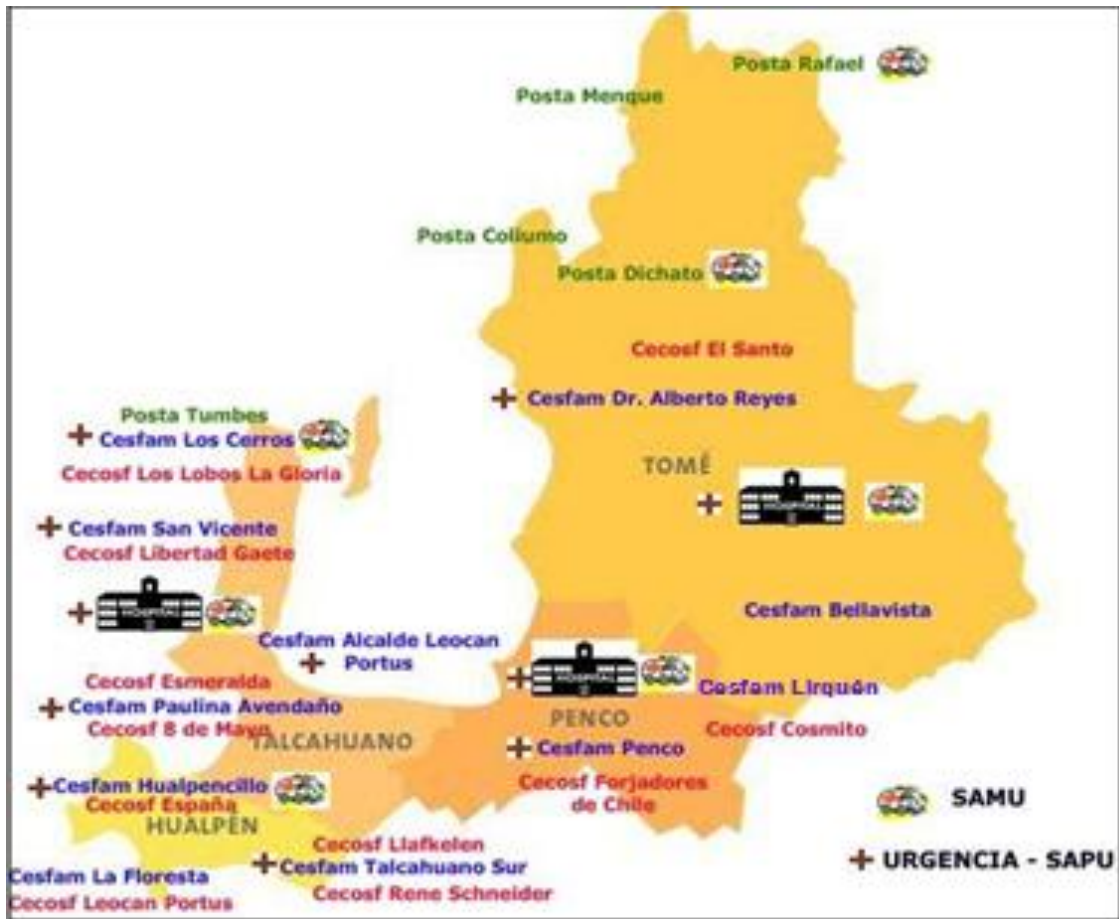 Posta Rafael
Posta Menque
Posta Coliumo
Posta Dichato
Cecosf El Santo
Cesfam Dr. Alberto Reyes
Posta Tumbes
Cesfam Los Cerros
Cecosf Los Lobos La Gloria
TOMÉ
HOSPITAL
Cesfam San Vicente
Cecosf Libertad Gaete
HOSPITAL
Cesfam Bellavista
Cesfam Alcalde Leocan
Portus
HOSPITAL
Cecosf Esmeralda
Cesfam Lirquén
Cesfam Paulina Avendaño
Cecosf 8 de Mayo
TALCAHUANO
PENCO
Cecosf Cosmito
Cesfam Penco
Cesfam Hualpencillo
Cecosf España
Cecosf Forjadores
de Chile
HUALPÉN
SAMU
Cecosf Llafkelen
Cesfam Talcahuano Sur
URGENCIA - SAPU
Cesfam La Floresta
Cecosf Rene Schneider
Cecosf Leocan Portus